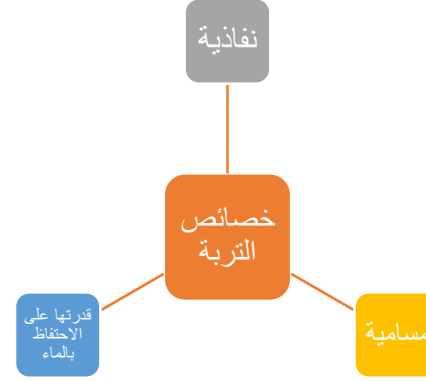 نفاذية
خصائص
التربة
مسامية
قدرتها على
الاحتفاظ
بالماء